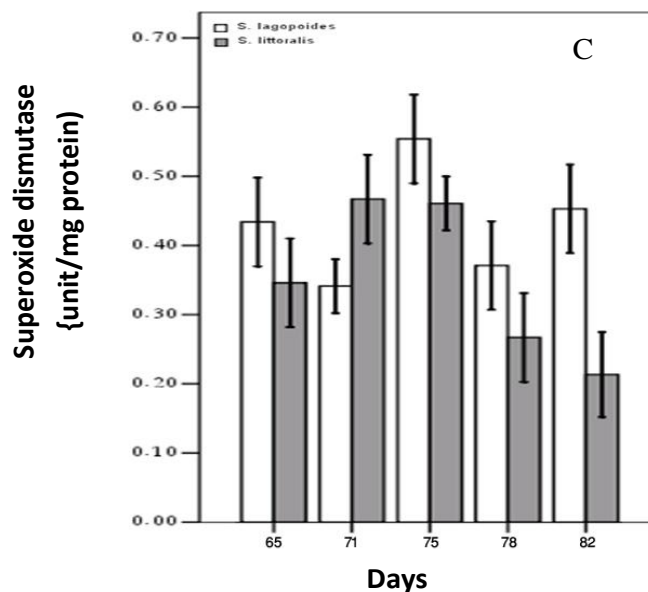 S. lagopoides
S. littoralis
C
Superoxide dismutase
{unit/mg protein)
0.70
0.60
0.50
0.40
0.30
0.20
0.10
0.00
65 71 75 78 82
Days